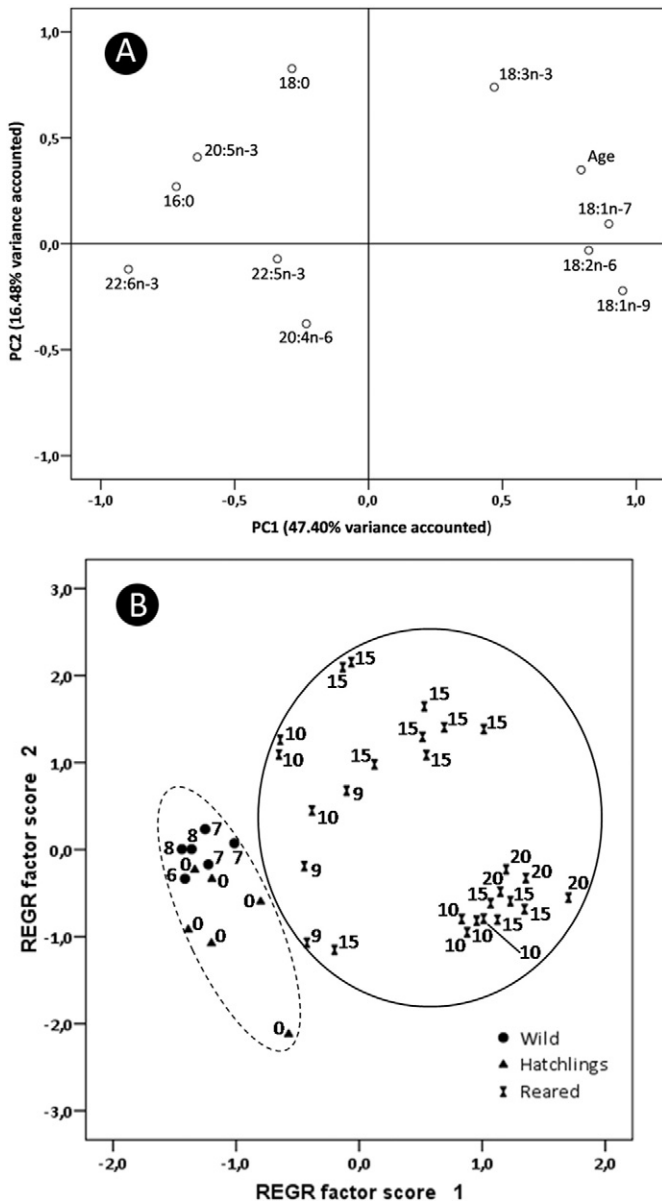 A
1,0
0,5
0,0
-0,5
-1,0
PC2 (16.48% variance accounted)
18:0
18:3n-3
20:5n-3
16:0
Age
18:1n-7
22:6n-3
22:5n-3
18:2n-6
18:1n-9
20:4n-6
-1,0 -0,5 0,0 0,5 1,0
PC1 (47.40% variance accounted)
B
3,0
2,0
1,0
0,0
-1,0
-2,0
-3,0
REGR factor score 2
15
15
15
10 15 15 15
10 15 15
9
10
8 8 7
0 6 7 7
0
9
0
0 0
0
20
20
15 20
10 15
9 15 10 15
10 10
Wild
Hatchlings
Reared
-2,0 -1,0 0,0 1,0 2,0
REGR factor score 1